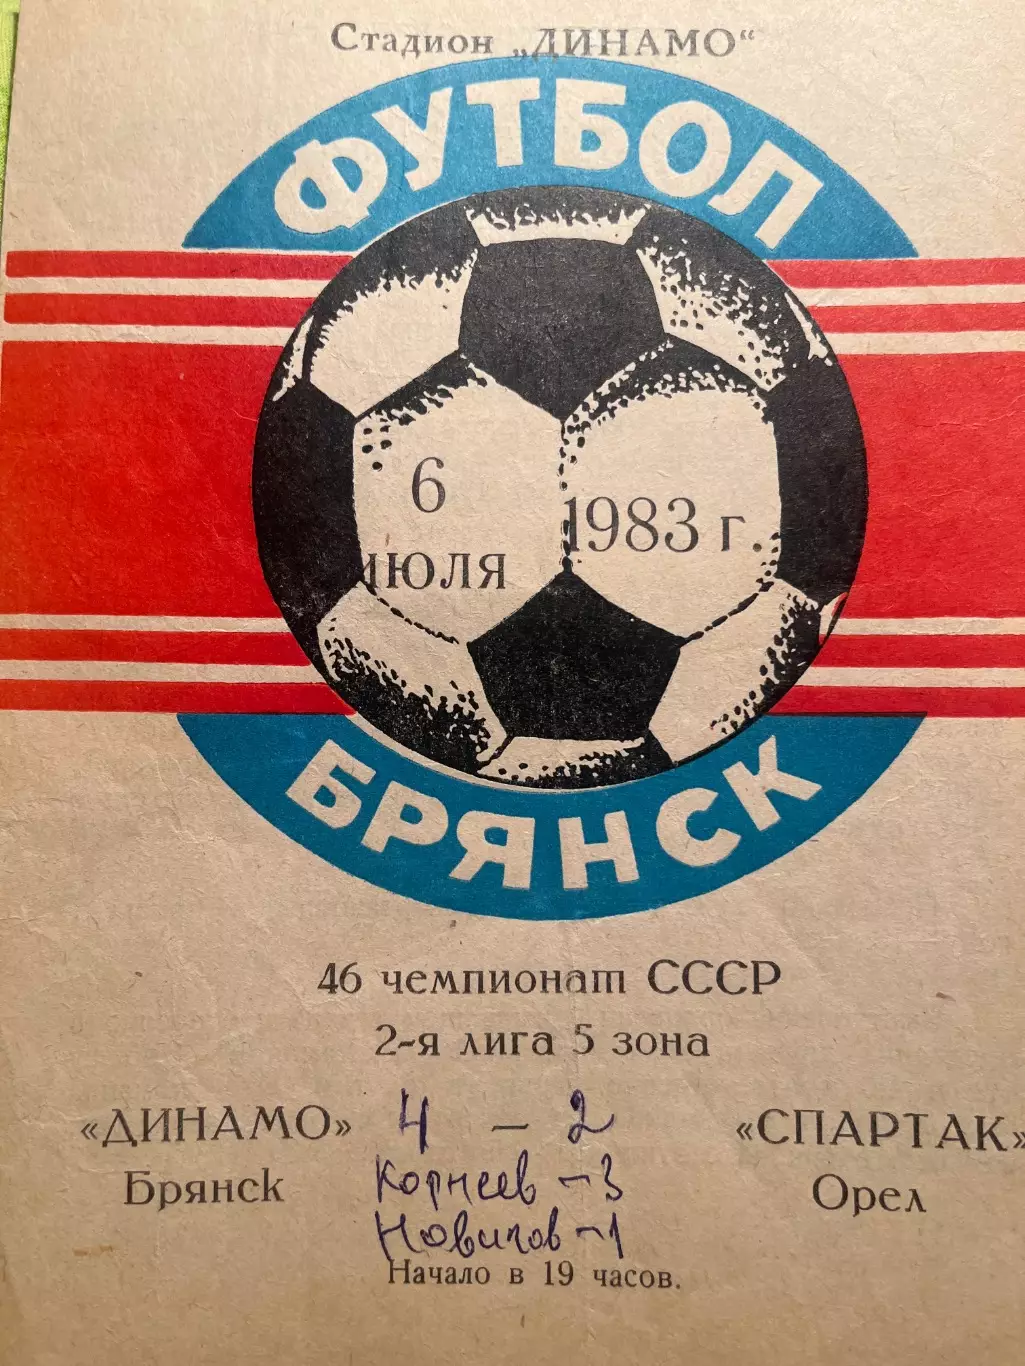 Стадион „ДИНАМО“
ФУТБОЛ
6 ИЮЛЯ
1983 г.
БРЯНСК
46 чемпионат СССР
2-я лига 5 зона
«ДИНАМО» 4 – 2 «СПАРТАК»
Брянск Корнеев – 3 Орел
Новиков – 1
Начало в 19 часов.